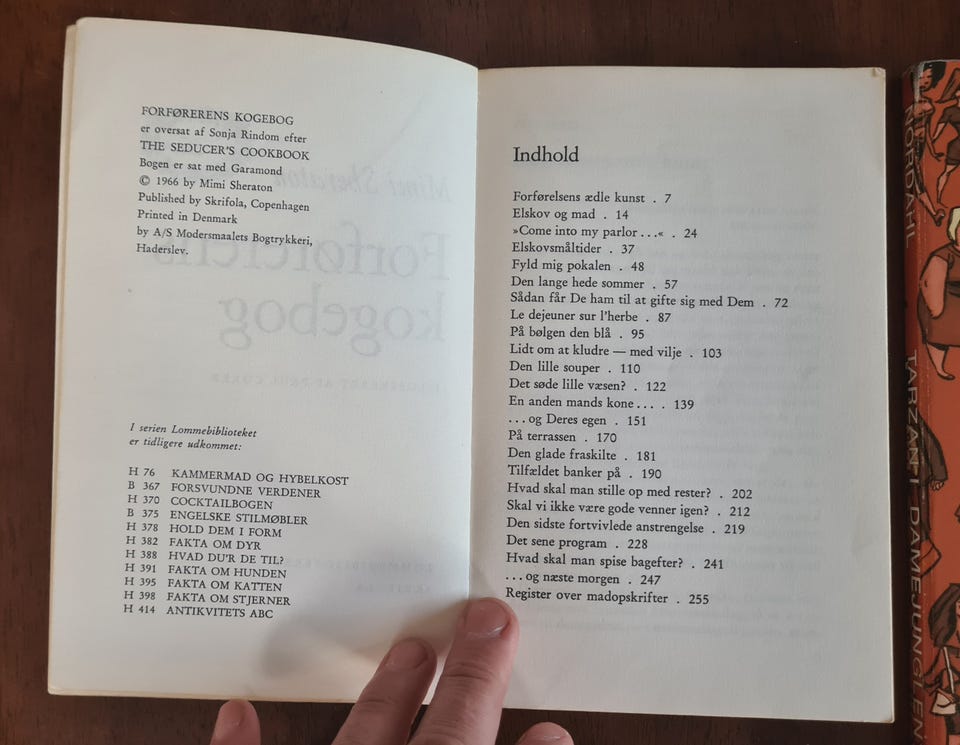 FORFØRERENS KOGEBOG
er oversat af Sonja Rindom efter
THE SEDUCER'S COOKBOOK
Bogen er sat med Garamond
© 1966 by Mimi Sheraton
Published by Skrifola, Copenhagen
Printed in Denmark
by A/S Modersmaalets Bogtrykkeri,
Haderslev.
I serien Lommebiblioteket
er tidligere udkommet:
H 76 KAMMERMAD OG HYBELKOST
B 367 FORSVUNDNE VERDENER
H 370 COCKTAILBOGEN
B 375 ENGELSKE STILMØBLER
H 378 HOLD DEM I FORM
H 382 FAKTA OM DYR
H 388 HVAD DU'R DE TIL?
H 391 FAKTA OM HUNDEN
H 395 FAKTA OM KATTEN
H 398 FAKTA OM STJERNER
H 414 ANTIKVITETS ABC
Indhold
Forførelsens ædle kunst . 7
Elskov og mad . 14
»Come into my parlor ...« . 24
Elskovsmåltider . 37
Fyld mig pokalen . 48
Den lange hede sommer . 57
Sådan får De ham til at gifte sig med Dem . 72
Le dejeuner sur l'herbe . 87
På bølgen den blå . 95
Lidt om at kludre — med vilje . 103
Den lille souper . 110
Det søde lille væsen? . 122
En anden mands kone ... . 139
... og Deres egen . 151
På terrassen . 170
Den glade fraskilte . 181
Tilfældet banker på . 190
Hvad skal man stille op med rester? . 202
Skal vi ikke være gode venner igen? . 212
Den sidste fortvivlede anstrengelse . 219
Det sene program . 228
Hvad skal man spise bagefter? . 241
... og næste morgen . 247
Register over madopskrifter . 255
Mimi Sheraton
Forførerens
kogebog
NORDAHL
TARZAN I DAMEJUNGLEN